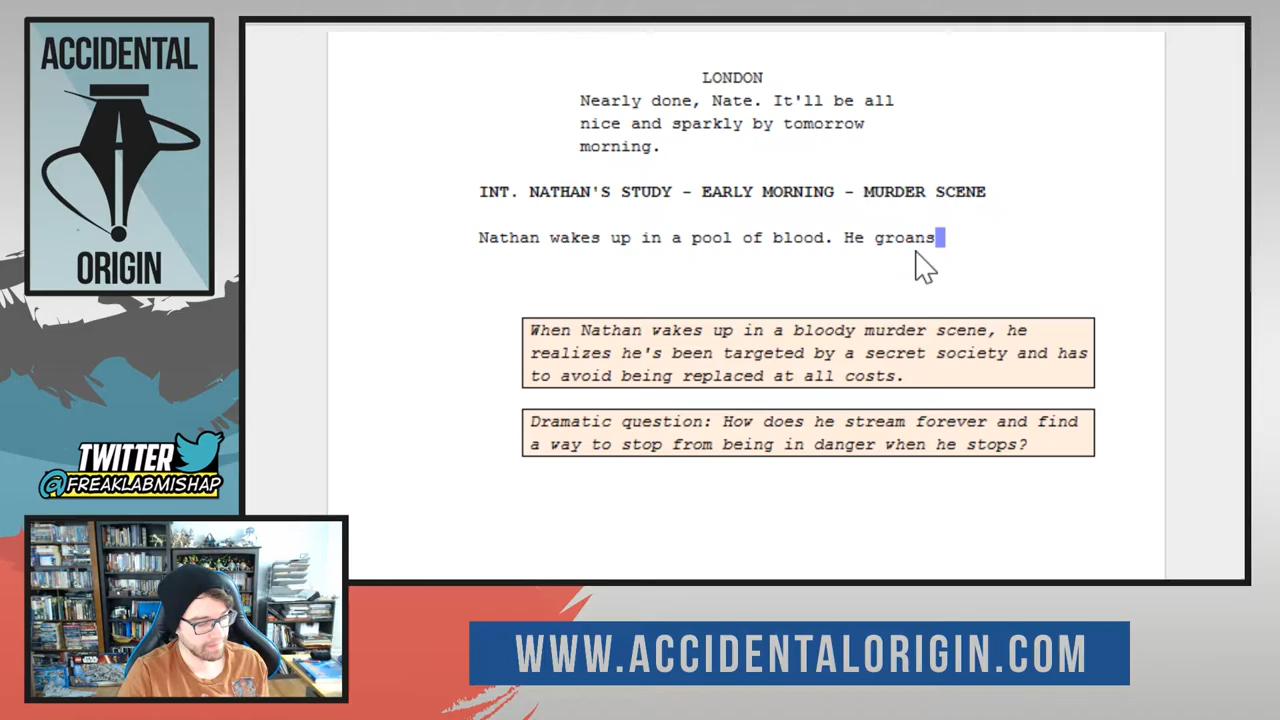 ACCIDENTAL
ORIGIN
LONDON
Nearly done, Nate. It'll be all
nice and sparkly by tomorrow
morning.
INT. NATHAN'S STUDY - EARLY MORNING - MURDER SCENE
Nathan wakes up in a pool of blood. He groans
When Nathan wakes up in a bloody murder scene, he
realizes he's been targeted by a secret society and has
to avoid being replaced at all costs.
Dramatic question: How does he stream forever and find
a way to stop from being in danger when he stops?
TWITTER
@FREAKLABMISHAP
WWW.ACCIDENTALORIGIN.COM